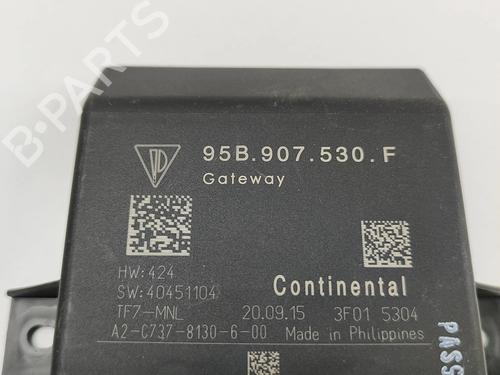 B-PARTS
95B.907.530.F
Gateway
HW:424
SW:40451104
Continental
TF7-MNL 20.09.15 3F01 5304
A2-C737-8130-6-00 Made in Philippines
PASS